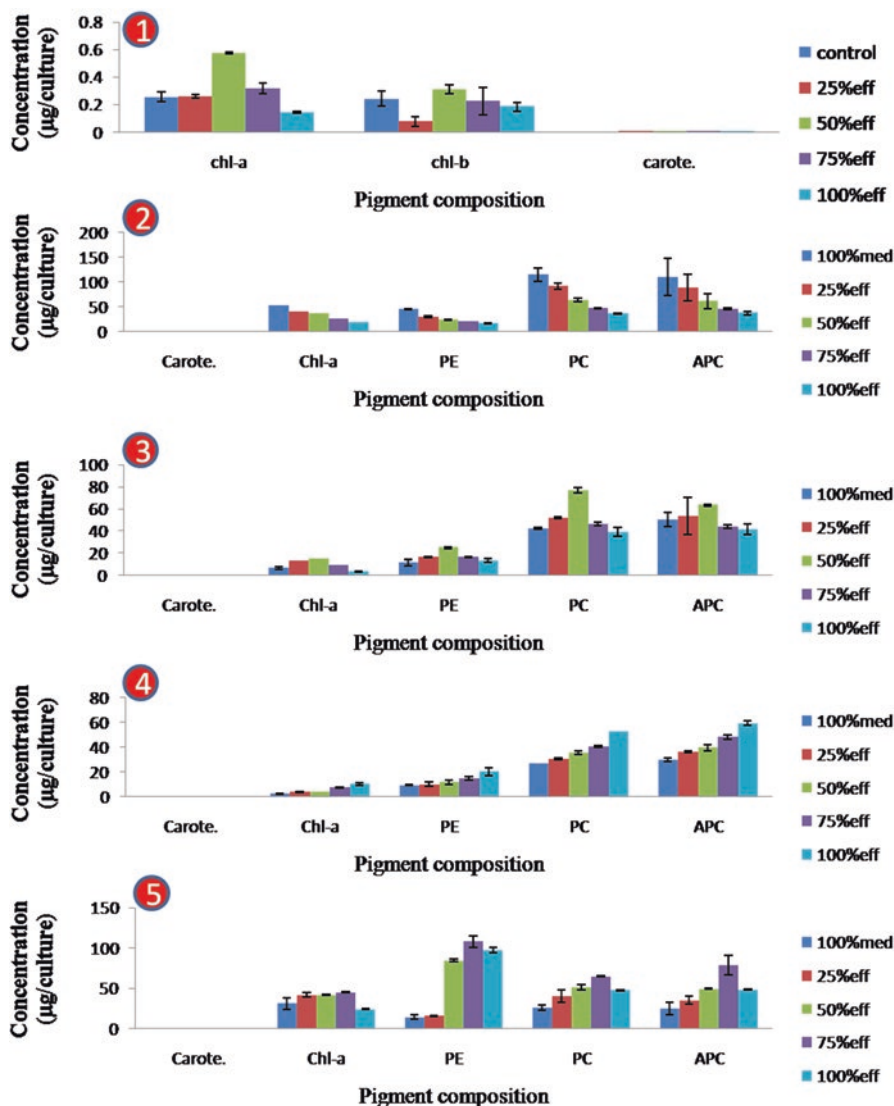 1
Concentration
(µg/culture)
0.8
0.6
0.4
0.2
0
chl-a chl-b carote.
Pigment composition
control
25%eff
50%eff
75%eff
100%eff
2
Concentration
(µg/culture)
200
150
100
50
0
Carote. Chl-a PE PC APC
Pigment composition
100%med
25%eff
50%eff
75%eff
100%eff
3
Concentration
(µg/culture)
100
80
60
40
20
0
Carote. Chl-a PE PC APC
Pigment composition
100%med
25%eff
50%eff
75%eff
100%eff
4
Concentration
(µg/culture)
80
60
40
20
0
Carote. Chl-a PE PC APC
Pigment composition
100%med
25%eff
50%eff
75%eff
100%eff
5
Concentration
(µg/culture)
150
100
50
0
Carote. Chl-a PE PC APC
Pigment composition
100%med
25%eff
50%eff
75%eff
100%eff